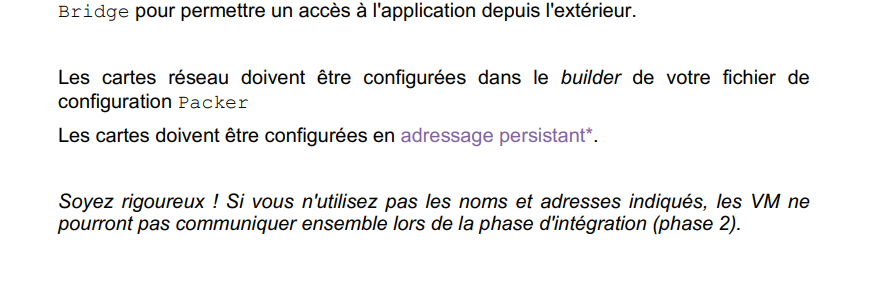 Bridge pour permettre un accès à l'application depuis l'extérieur.
Les cartes réseau doivent être configurées dans le builder de votre fichier de
configuration Packer
Les cartes doivent être configurées en adressage persistant*.
Soyez rigoureux ! Si vous n'utilisez pas les noms et adresses indiqués, les VM ne
pourront pas communiquer ensemble lors de la phase d'intégration (phase 2).